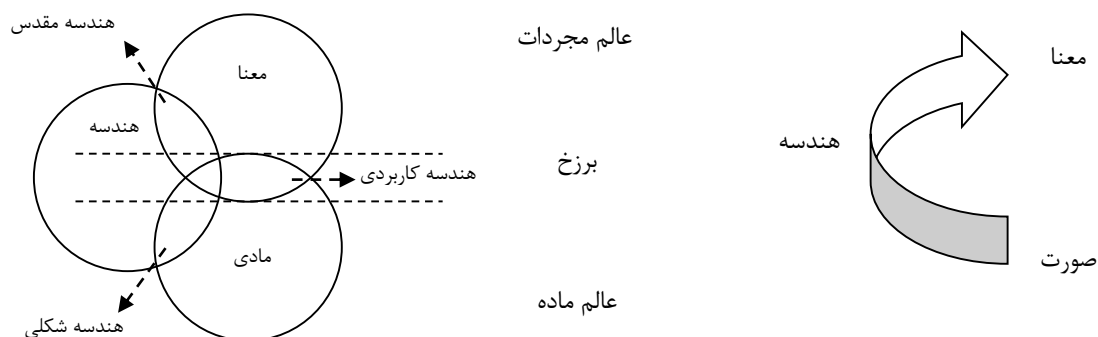 هندسه مقدس
معنا
هندسه
هندسه کاربردی
مادی
هندسه شکلی
عالم مجردات
برزخ
عالم ماده
معنا
هندسه
صورت